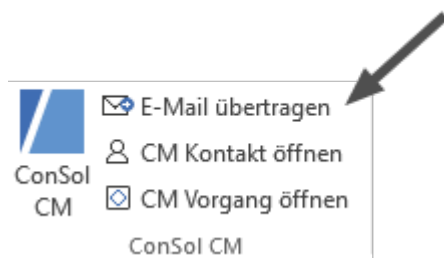 E-Mail übertragen
CM Kontakt öffnen
CM Vorgang öffnen
ConSol
CM
ConSol CM